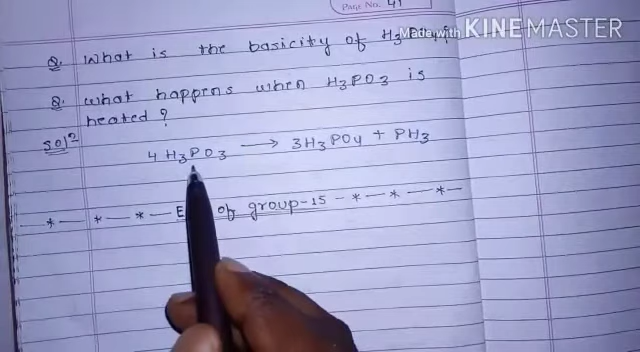 Page No. 41
Made with KINEMASTER
Q. What is the basicity of H3PO4?
Q. what happens when H3PO3 is
heated?
Soln
4 H3PO3 → 3H3PO4 + PH3
—*—*—*— E of group-15 -*—*—*—